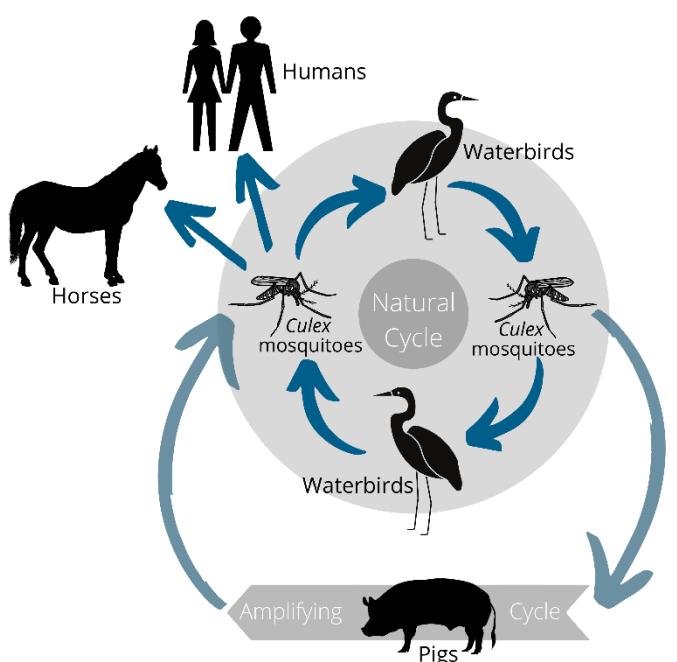 Humans
Waterbirds
Horses
Natural
Cycle
Culex
mosquitoes
Culex
mosquitoes
Waterbirds
Amplifying Cycle
Pigs